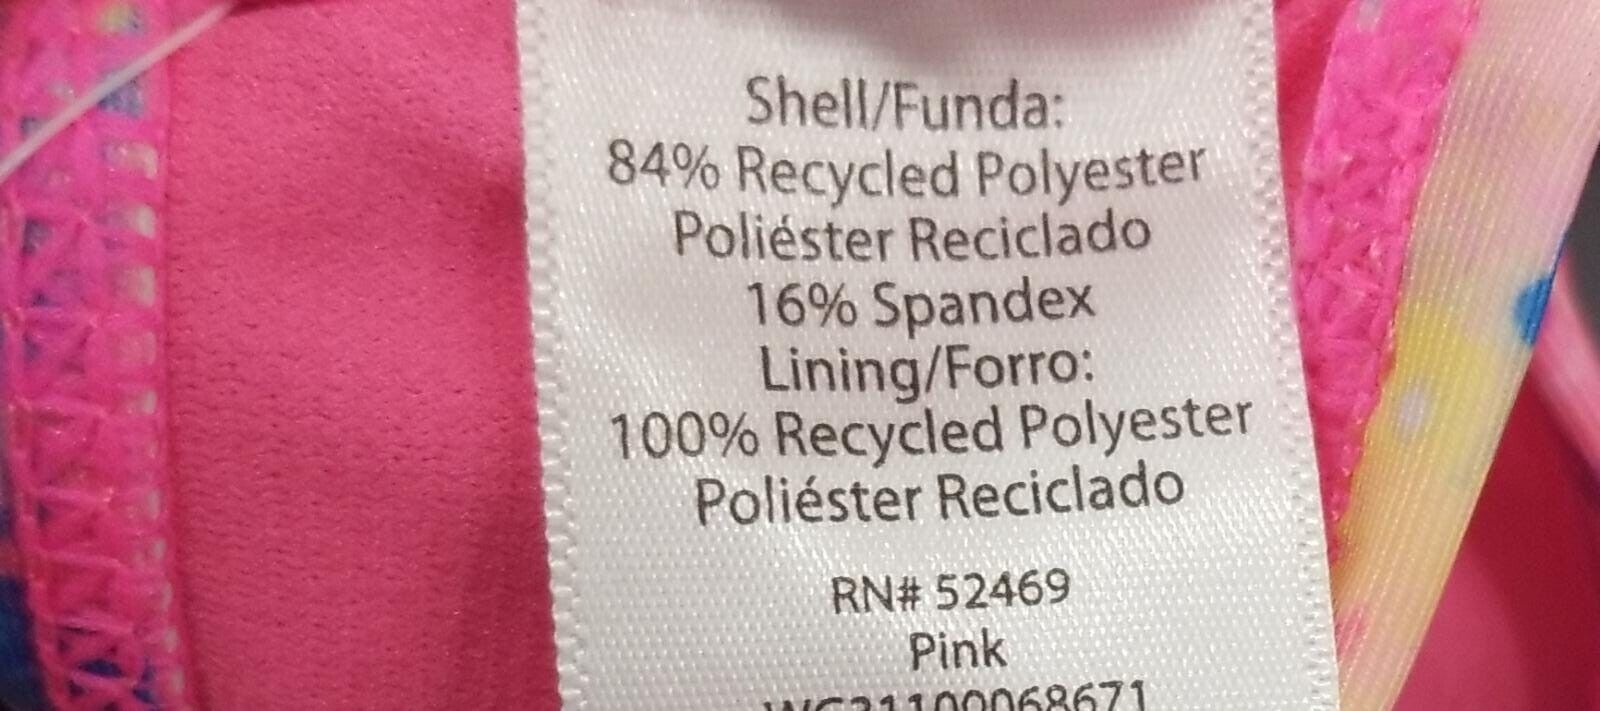 Shell/Funda:
84% Recycled Polyester
Poliéster Reciclado
16% Spandex
Lining/Forro:
100% Recycled Polyester
Poliéster Reciclado
RN# 52469
Pink